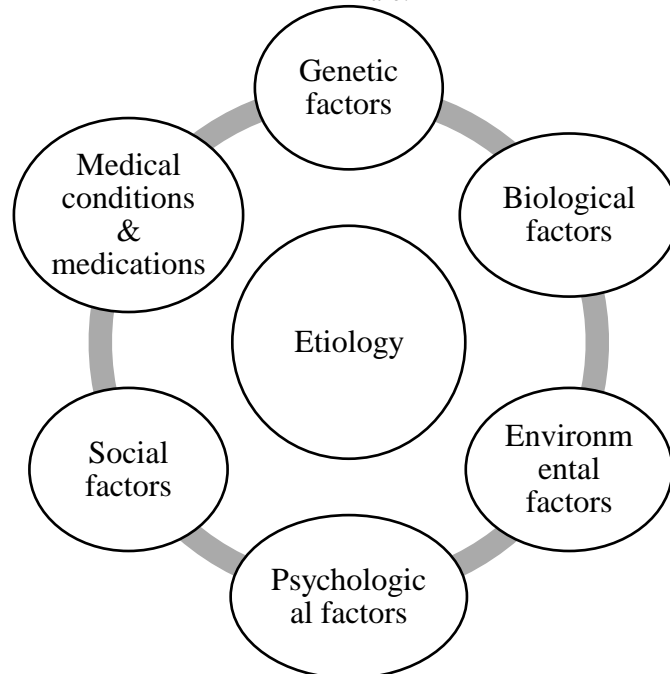 Genetic
factors
Biological
factors
Environm
ental
factors
Psychologic
al factors
Social
factors
Medical
conditions
&
medications
Etiology